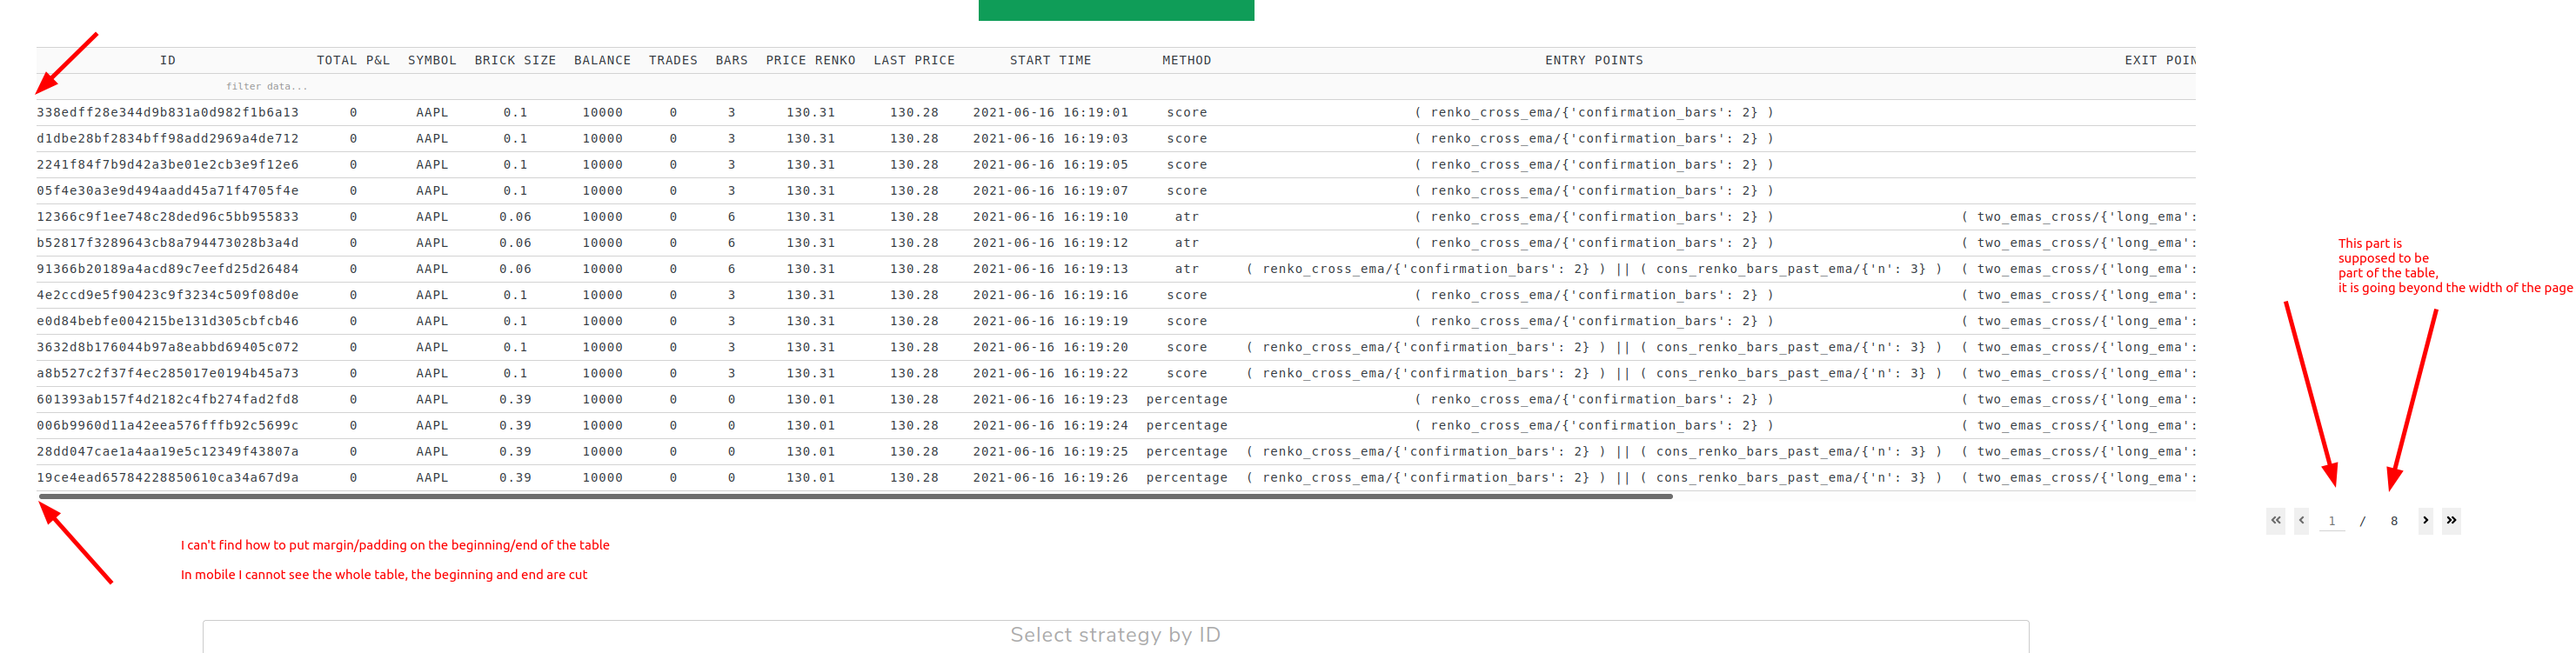 ID TOTAL P&L SYMBOL BRICK SIZE BALANCE TRADES BARS PRICE RENKO LAST PRICE START TIME METHOD ENTRY POINTS EXIT POIN
filter data...
338edff28e344d9b831a0d982f1b6a13 0 AAPL 0.1 10000 0 3 130.31 130.28 2021-06-16 16:19:01 score ( renko_cross_ema/{'confirmation_bars': 2} )
d1dbe28bf2834bff98add2969a4de712 0 AAPL 0.1 10000 0 3 130.31 130.28 2021-06-16 16:19:03 score ( renko_cross_ema/{'confirmation_bars': 2} )
2241f84f7b9d42a3be01e2cb3e9f12e6 0 AAPL 0.1 10000 0 3 130.31 130.28 2021-06-16 16:19:05 score ( renko_cross_ema/{'confirmation_bars': 2} )
05f4e30a3e9d494aadd45a71f4705f4e 0 AAPL 0.1 10000 0 3 130.31 130.28 2021-06-16 16:19:07 score ( renko_cross_ema/{'confirmation_bars': 2} )
12366c9f1ee748c28ded96c5bb955833 0 AAPL 0.06 10000 0 6 130.31 130.28 2021-06-16 16:19:10 atr ( renko_cross_ema/{'confirmation_bars': 2} ) ( two_emas_cross/{'long_ema':
b52817f3289643cb8a794473028b3a4d 0 AAPL 0.06 10000 0 6 130.31 130.28 2021-06-16 16:19:12 atr ( renko_cross_ema/{'confirmation_bars': 2} ) ( two_emas_cross/{'long_ema':
91366b20189a4acd89c7eefd25d26484 0 AAPL 0.06 10000 0 6 130.31 130.28 2021-06-16 16:19:13 atr ( renko_cross_ema/{'confirmation_bars': 2} ) || ( cons_renko_bars_past_ema/{'n': 3} ) ( two_emas_cross/{'long_ema':
4e2ccd9e5f90423c9f3234c509f08d0e 0 AAPL 0.1 10000 0 3 130.31 130.28 2021-06-16 16:19:16 score ( renko_cross_ema/{'confirmation_bars': 2} ) ( two_emas_cross/{'long_ema':
e0d84bebfe004215be131d305cbfcb46 0 AAPL 0.1 10000 0 3 130.31 130.28 2021-06-16 16:19:19 score ( renko_cross_ema/{'confirmation_bars': 2} ) ( two_emas_cross/{'long_ema':
3632d8b176044b97a8eabbd69405c072 0 AAPL 0.1 10000 0 3 130.31 130.28 2021-06-16 16:19:20 score ( renko_cross_ema/{'confirmation_bars': 2} ) || ( cons_renko_bars_past_ema/{'n': 3} ) ( two_emas_cross/{'long_ema':
a8b527c2f37f4ec285017e0194b45a73 0 AAPL 0.1 10000 0 3 130.31 130.28 2021-06-16 16:19:22 score ( renko_cross_ema/{'confirmation_bars': 2} ) || ( cons_renko_bars_past_ema/{'n': 3} ) ( two_emas_cross/{'long_ema':
601393ab157f4d2182c4fb274fad2fd8 0 AAPL 0.39 10000 0 0 130.01 130.28 2021-06-16 16:19:23 percentage ( renko_cross_ema/{'confirmation_bars': 2} ) ( two_emas_cross/{'long_ema':
006b9960d11a42eea576fffb92c5699c 0 AAPL 0.39 10000 0 0 130.01 130.28 2021-06-16 16:19:24 percentage ( renko_cross_ema/{'confirmation_bars': 2} ) ( two_emas_cross/{'long_ema':
28dd047cae1a4aa19e5c12349f43807a 0 AAPL 0.39 10000 0 0 130.01 130.28 2021-06-16 16:19:25 percentage ( renko_cross_ema/{'confirmation_bars': 2} ) || ( cons_renko_bars_past_ema/{'n': 3} ) ( two_emas_cross/{'long_ema':
19ce4ead65784228850610ca34a67d9a 0 AAPL 0.39 10000 0 0 130.01 130.28 2021-06-16 16:19:26 percentage ( renko_cross_ema/{'confirmation_bars': 2} ) || ( cons_renko_bars_past_ema/{'n': 3} ) ( two_emas_cross/{'long_ema':
This part is
supposed to be
part of the table,
it is going beyond the width of the page
« ‹ 1 / 8 › »
I can't find how to put margin/padding on the beginning/end of the table
In mobile I cannot see the whole table, the beginning and end are cut
Select strategy by ID